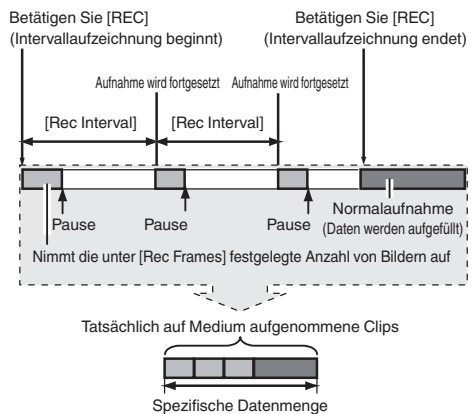 Betätigen Sie [REC]
(Intervallaufzeichnung beginnt)
Betätigen Sie [REC]
(Intervallaufzeichnung endet)
Aufnahme wird fortgesetzt
Aufnahme wird fortgesetzt
[Rec Interval]
[Rec Interval]
Pause
Pause
Pause
Normalaufnahme
(Daten werden aufgefüllt)
Nimmt die unter [Rec Frames] festgelegte Anzahl von Bildern auf
Tatsächlich auf Medium aufgenommene Clips
Spezifische Datenmenge